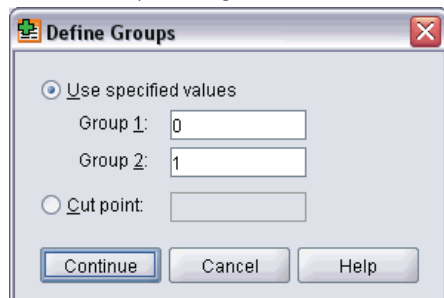 Define Groups
Use specified values
Group 1: 0
Group 2: 1
Cut point:
Continue Cancel Help